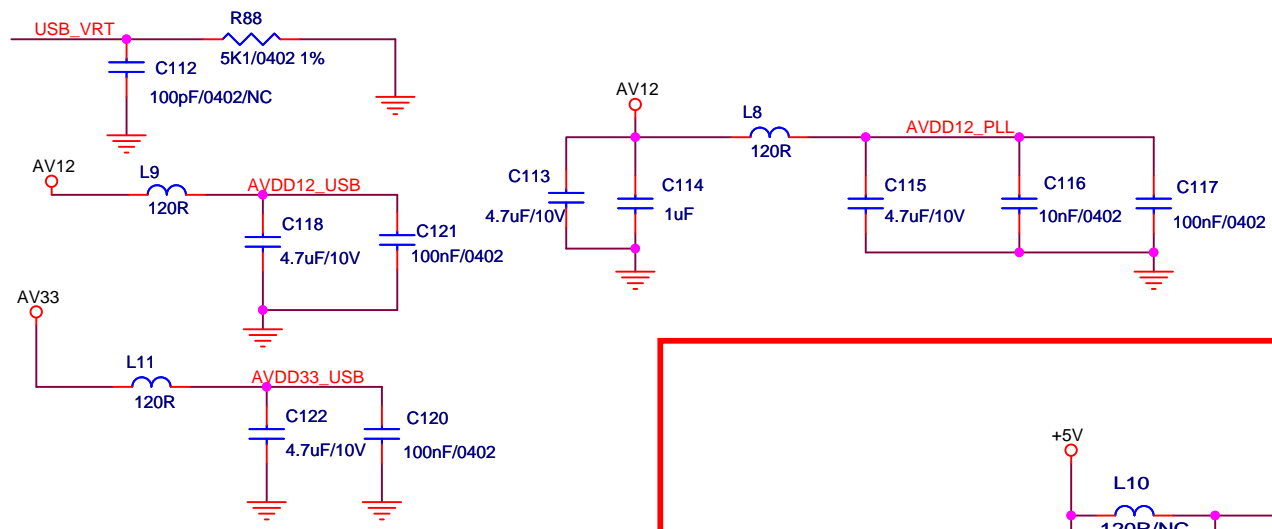 USB_VRT
R88
5K1/0402 1%
C112
100pF/0402/NC
AV12
L9
120R
AVDD12_USB
C118
4.7uF/10V
C121
100nF/0402
AV33
L11
120R
AVDD33_USB
C122
4.7uF/10V
C120
100nF/0402
AV12
L8
120R
AVDD12_PLL
C113
4.7uF/10V
C114
1uF
C115
4.7uF/10V
C116
10nF/0402
C117
100nF/0402
+5V
L10
120R/NC